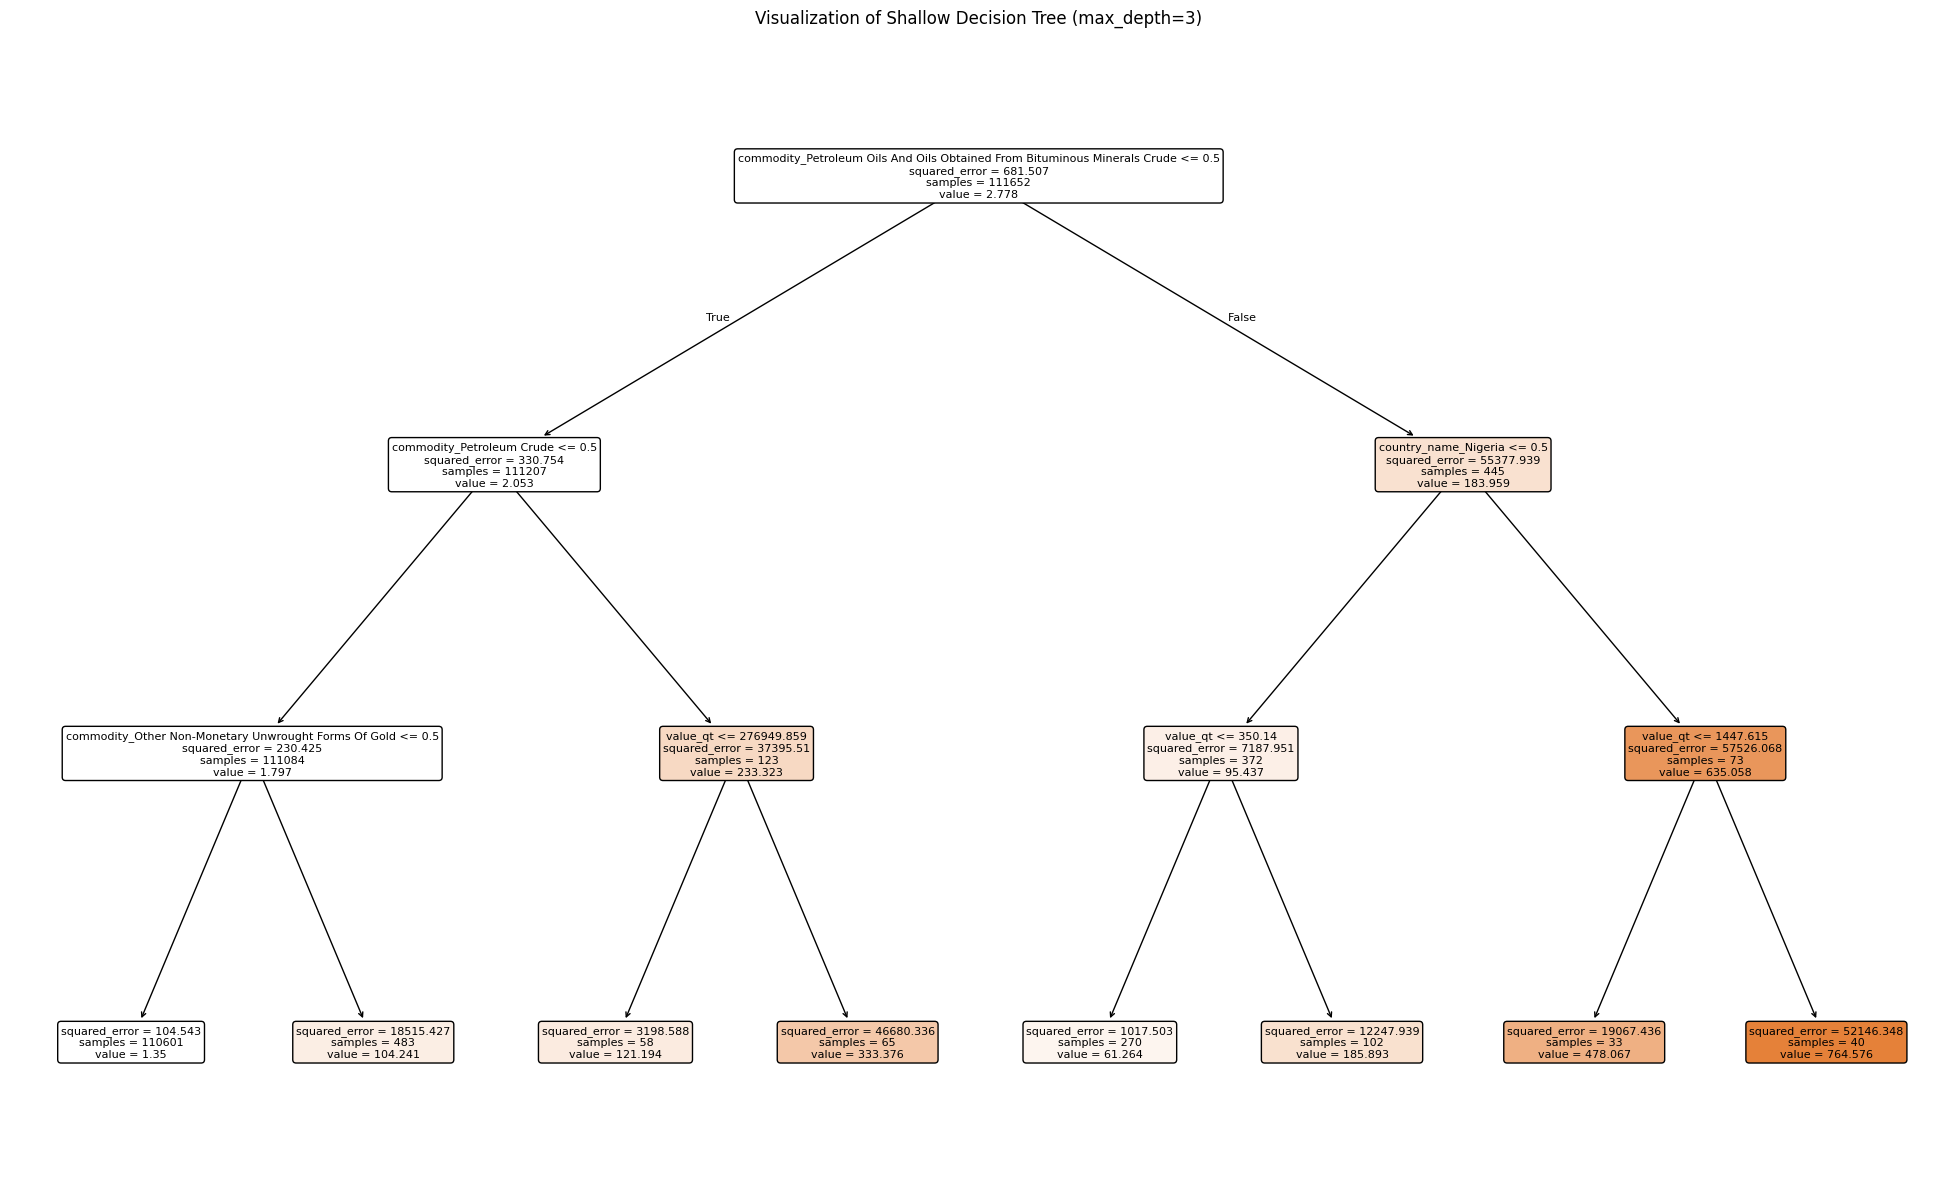 Visualization of Shallow Decision Tree (max_depth=3)
commodity_Petroleum Oils And Oils Obtained From Bituminous Minerals Crude <= 0.5
squared_error = 681.507
samples = 111652
value = 2.778
True
False
commodity_Petroleum Crude <= 0.5
squared_error = 330.754
samples = 111207
value = 2.053
country_name_Nigeria <= 0.5
squared_error = 55377.939
samples = 445
value = 183.959
commodity_Other Non-Monetary Unwrought Forms Of Gold <= 0.5
squared_error = 230.425
samples = 111084
value = 1.797
value_qt <= 276949.859
squared_error = 37395.51
samples = 123
value = 233.323
value_qt <= 350.14
squared_error = 7187.951
samples = 372
value = 95.437
value_qt <= 1447.615
squared_error = 57526.068
samples = 73
value = 635.058
squared_error = 104.543
samples = 110601
value = 1.35
squared_error = 18515.427
samples = 483
value = 104.241
squared_error = 3198.588
samples = 58
value = 121.194
squared_error = 46680.336
samples = 65
value = 333.376
squared_error = 1017.503
samples = 270
value = 61.264
squared_error = 12247.939
samples = 102
value = 185.893
squared_error = 19067.436
samples = 33
value = 478.067
squared_error = 52146.348
samples = 40
value = 764.576